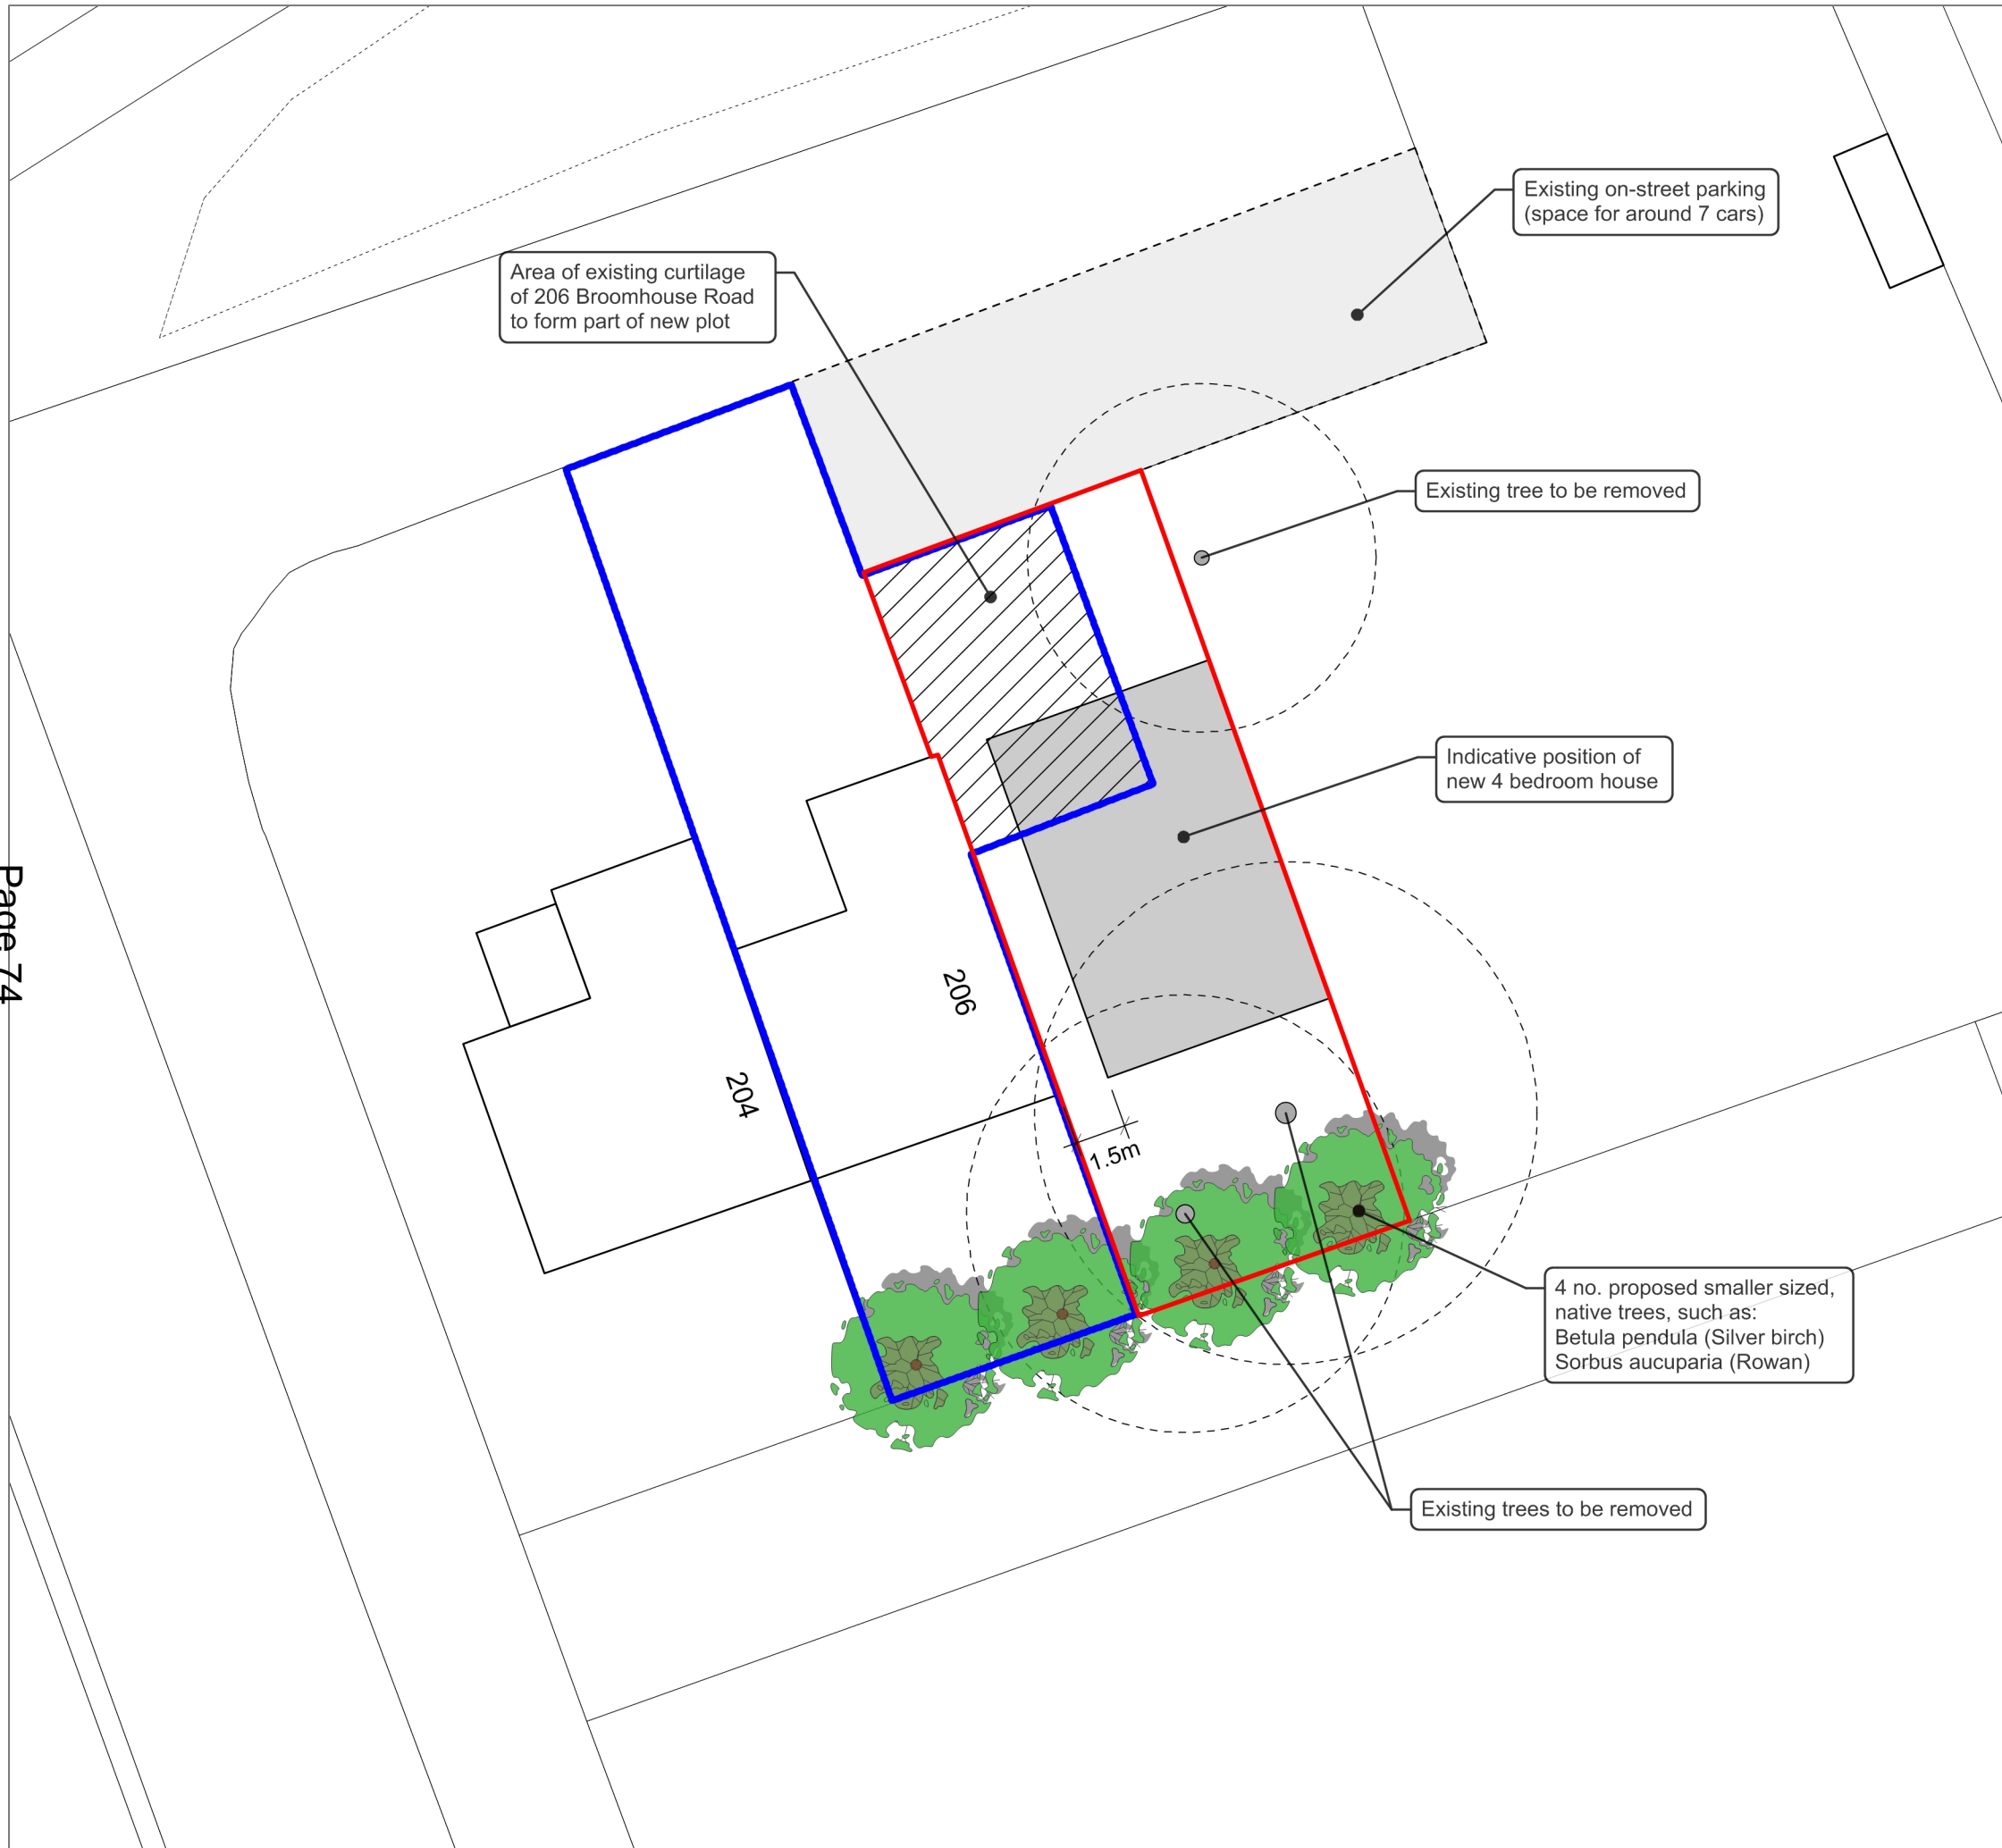 Existing on-street parking
(space for around 7 cars)
Area of existing curtilage
of 206 Broomhouse Road
to form part of new plot
Existing tree to be removed
Indicative position of
new 4 bedroom house
Page 74
206
204
1.5m
4 no. proposed smaller sized,
native trees, such as:
Betula pendula (Silver birch)
Sorbus aucuparia (Rowan)
Existing trees to be removed